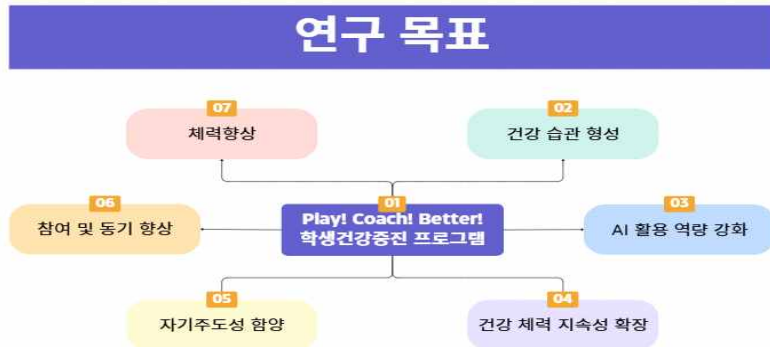 연구 목표
07
체력향상
02
건강 습관 형성
06
참여 및 동기 향상
01
Play! Coach! Better!
학생건강증진 프로그램
03
AI 활용 역량 강화
05
자기주도성 함양
04
건강 체력 지속성 확장